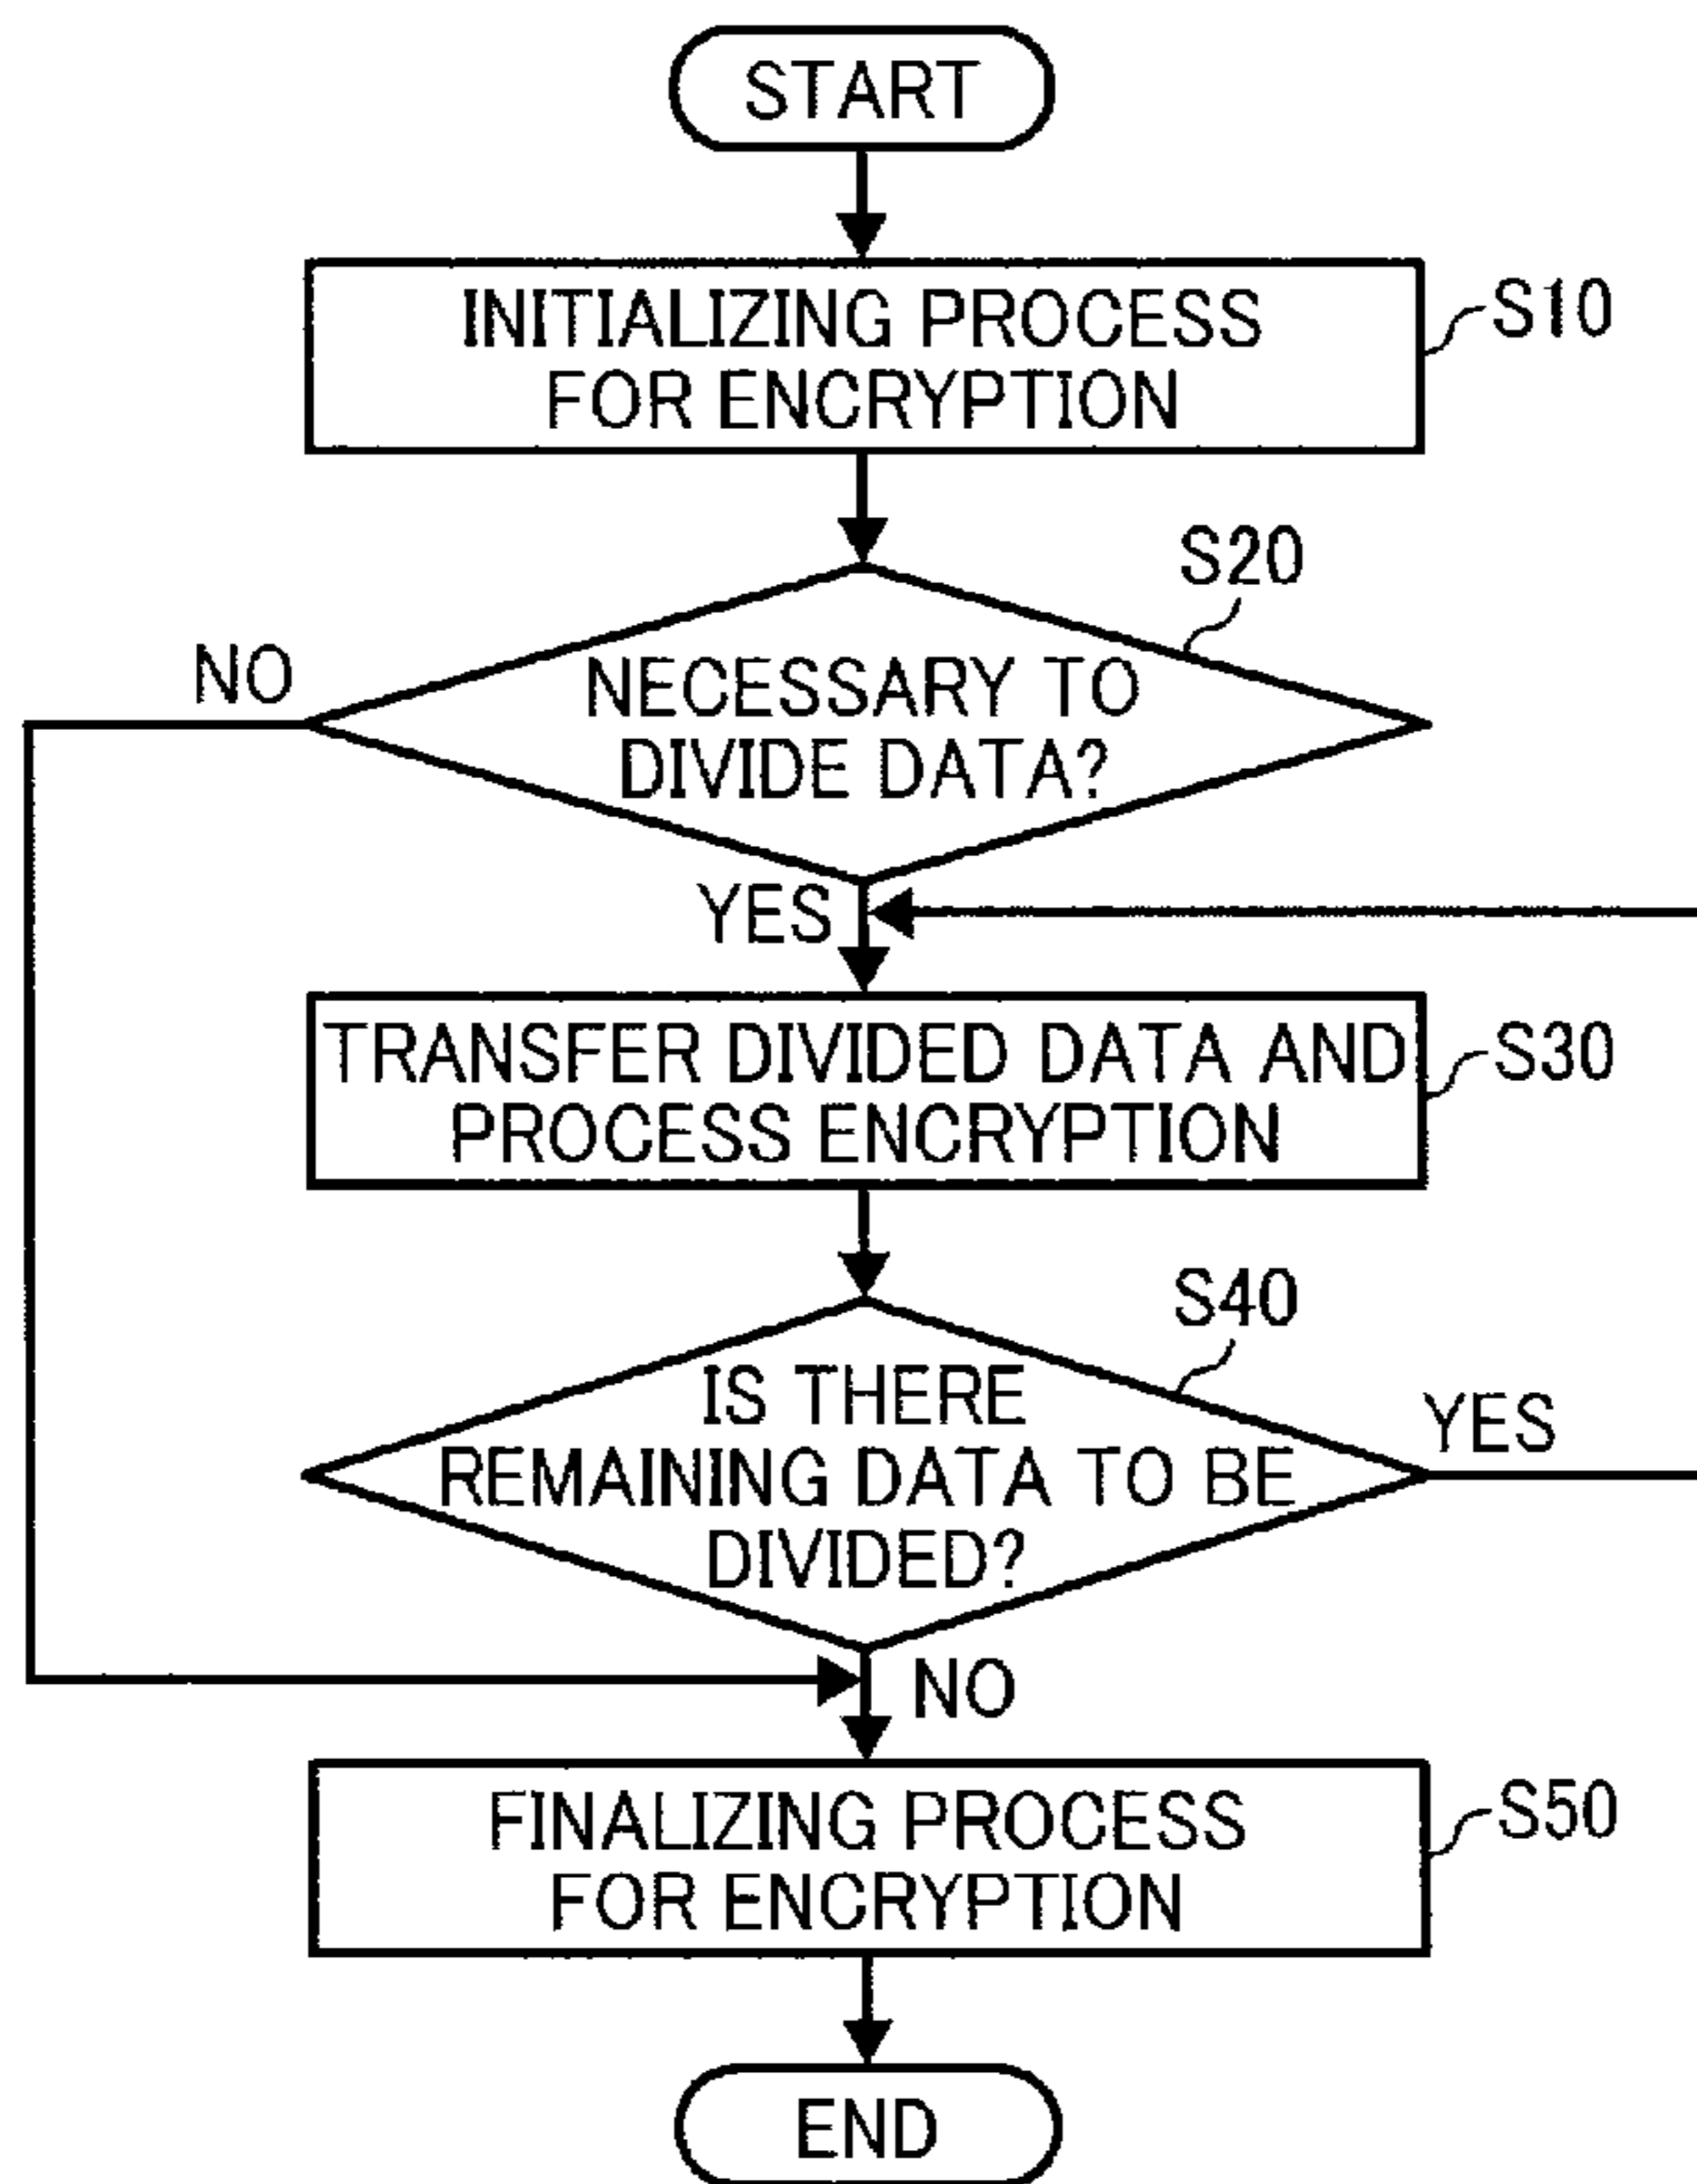 START
INITIALIZING PROCESS
FOR ENCRYPTION
S10
S20
NO
NECESSARY TO
DIVIDE DATA?
YES
TRANSFER DIVIDED DATA AND
PROCESS ENCRYPTION
S30
S40
IS THERE
REMAINING DATA TO BE
DIVIDED?
YES
NO
FINALIZING PROCESS
FOR ENCRYPTION
S50
END